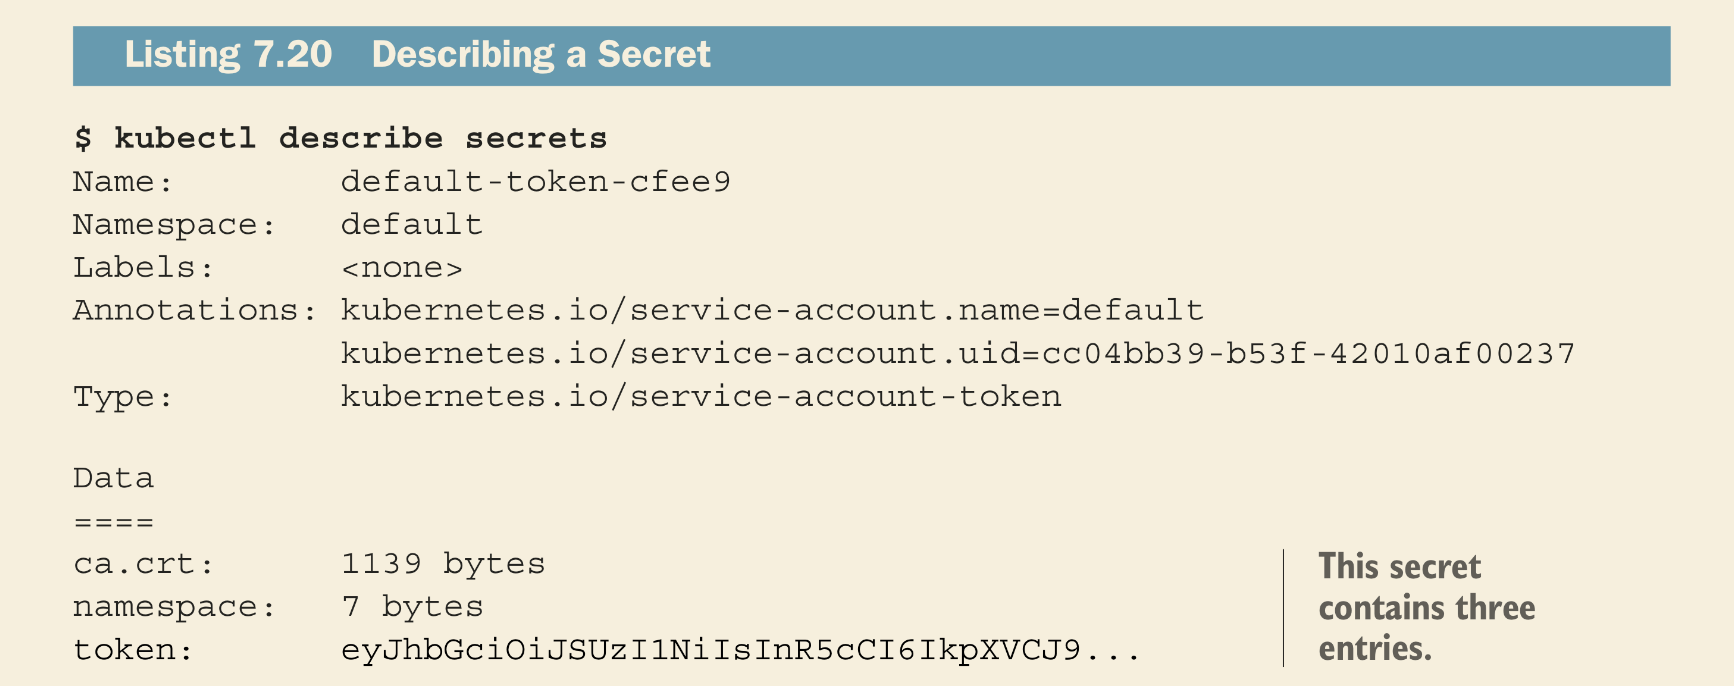 Listing 7.20 Describing a Secret
$ kubectl describe secrets
Name: default-token-cfee9
Namespace: default
Labels: <none>
Annotations: kubernetes.io/service-account.name=default
kubernetes.io/service-account.uid=cc04bb39-b53f-42010af00237
Type: kubernetes.io/service-account-token
Data
====
ca.crt: 1139 bytes
namespace: 7 bytes
token: eyJhbGciOiJSUzI1NiIsInR5cCI6IkpXVCJ9...
This secret
contains three
entries.